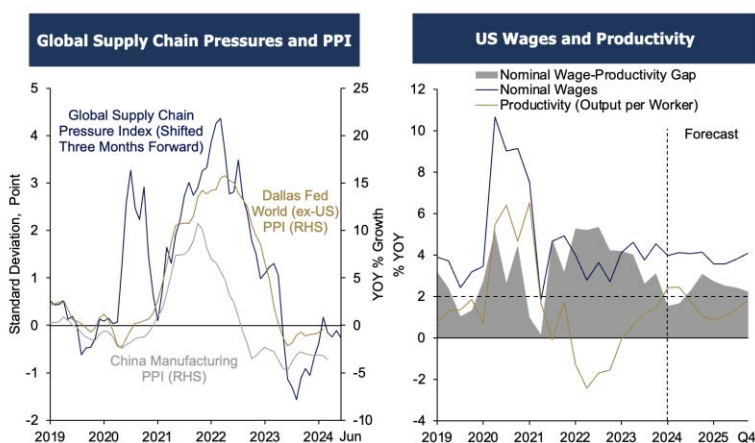 Global Supply Chain Pressures and PPI
Standard Deviation, Point
5
4
3
2
1
0
-1
-2
Global Supply Chain
Pressure Index (Shifted
Three Months Forward)
Dallas Fed
World (ex-US)
PPI (RHS)
China Manufacturing
PPI (RHS)
25
20
15
10
5
0
-5
-10
YOY % Growth
2019 2020 2021 2022 2023 2024 Jun
US Wages and Productivity
Nominal Wage-Productivity Gap
Nominal Wages
Productivity (Output per Worker)
Forecast
% YOY
12
10
8
6
4
2
0
-2
-4
2019 2020 2021 2022 2023 2024 2025 Q4